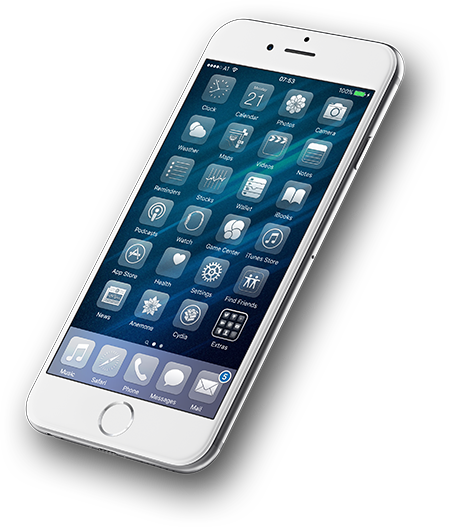 A1 07:53 100%
Clock Calendar Photos Camera
21
Weather Maps Videos Notes
Reminders Stocks Wallet iBooks
Podcasts Watch Game Center iTunes Store
App Store Health Settings Find Friends
News Anemone Cydia Extras
Music Safari Phone Messages Mail
5